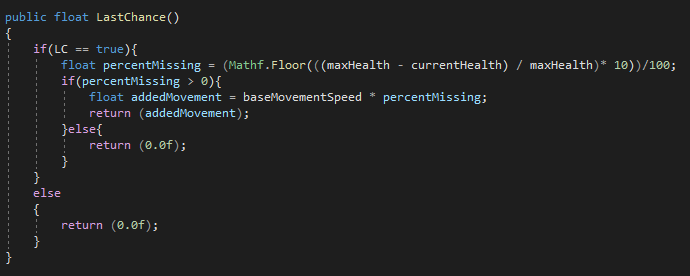 public float LastChance()
{
    if(LC == true){
        float percentMissing = (Mathf.Floor(((maxHealth - currentHealth) / maxHealth)* 10))/100;
        if(percentMissing > 0){
            float addedMovement = baseMovementSpeed * percentMissing;
            return (addedMovement);
        }else{
            return (0.0f);
        }
    }
    else
    {
        return (0.0f);
    }
}